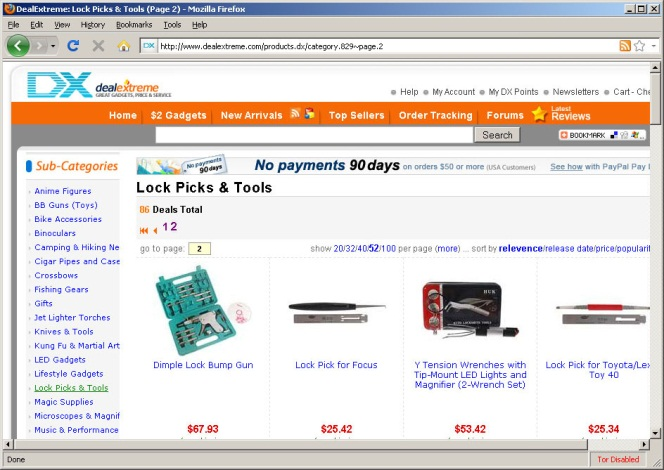 DealExtreme: Lock Picks & Tools (Page 2) - Mozilla Firefox
File Edit View History Bookmarks Tools Help
http://www.dealextreme.com/products.dx/category.829~page.2
DX dealextreme
GREAT GADGETS, PRICE & SERVICE
Help My Account My DX Points Newsletters Cart - Che
Home $2 Gadgets New Arrivals Top Sellers Order Tracking Forums Latest Reviews
Search
BOOKMARK
Sub-Categories
Anime Figures
BB Guns (Toys)
Bike Accessories
Binoculars
Camping & Hiking Ne
Cigar Pipes and Case
Crossbows
Fishing Gears
Gifts
Jet Lighter Torches
Knives & Tools
Kung Fu & Martial Art
LED Gadgets
Lifestyle Gadgets
Lock Picks & Tools
Magic Supplies
Microscopes & Magnif
Music & Performance
No payments 90 days
No payments 90 days on orders $50 or more (USA Customers) See how with PayPal Pay
Lock Picks & Tools
86 Deals Total
1 2
go to page: 2
show 20/32/40/52/100 per page (more) ... sort by relevence/release date/price/popularit
Dimple Lock Bump Gun
$67.93
Lock Pick for Focus
$25.42
Y Tension Wrenches with
Tip-Mount LED Lights and
Magnifier (2-Wrench Set)
$53.42
Lock Pick for Toyota/Lex
Toy 40
$25.34
Done
Tor Disabled